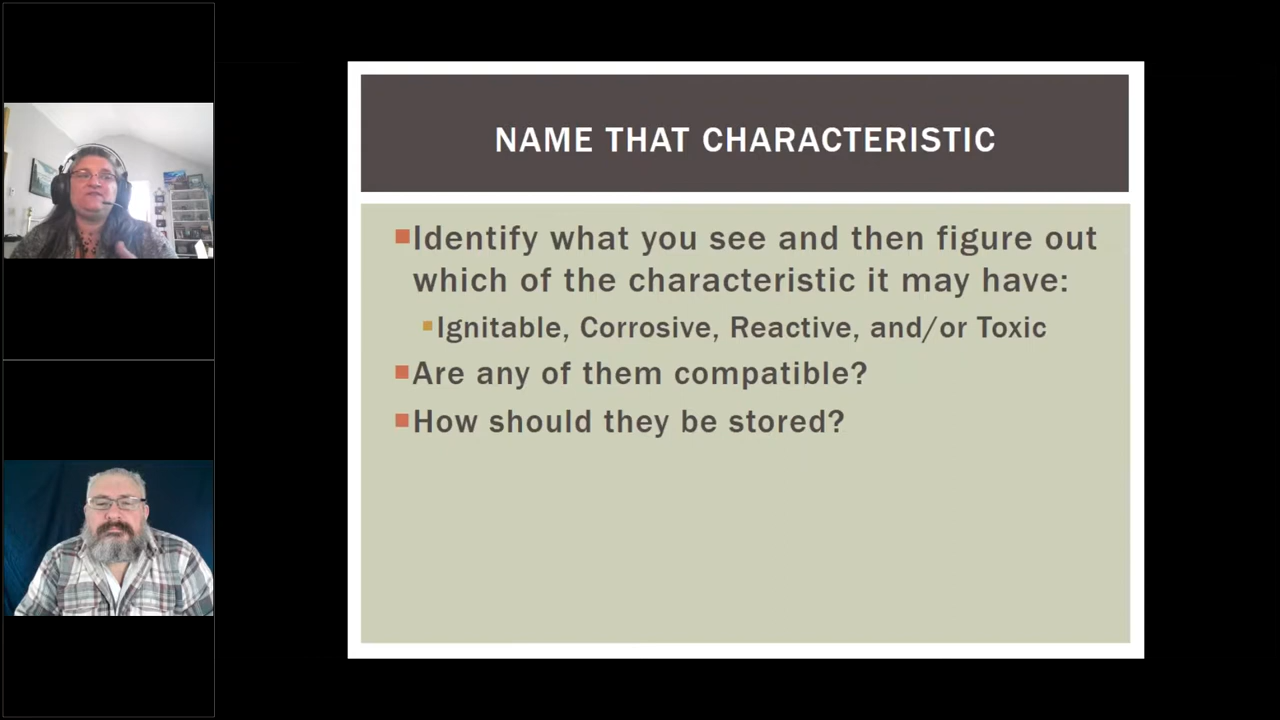 NAME THAT CHARACTERISTIC
Identify what you see and then figure out
which of the characteristic it may have:
Ignitable, Corrosive, Reactive, and/or Toxic
Are any of them compatible?
How should they be stored?